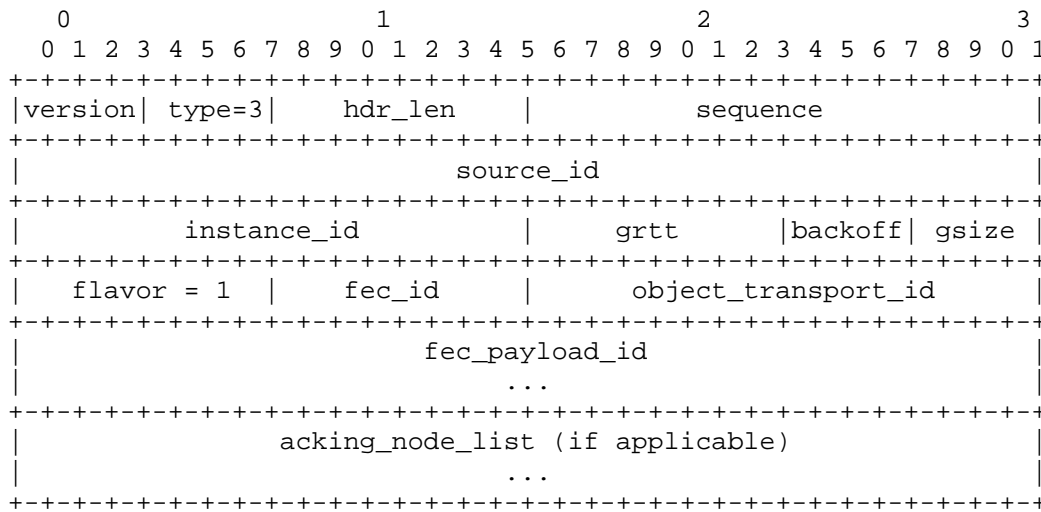 0                   1                   2                   3
0 1 2 3 4 5 6 7 8 9 0 1 2 3 4 5 6 7 8 9 0 1 2 3 4 5 6 7 8 9 0 1
+-+-+-+-+-+-+-+-+-+-+-+-+-+-+-+-+-+-+-+-+-+-+-+-+-+-+-+-+-+-+-+-+
|version| type=3|    hdr_len    |          sequence             |
+-+-+-+-+-+-+-+-+-+-+-+-+-+-+-+-+-+-+-+-+-+-+-+-+-+-+-+-+-+-+-+-+
|                           source_id                           |
+-+-+-+-+-+-+-+-+-+-+-+-+-+-+-+-+-+-+-+-+-+-+-+-+-+-+-+-+-+-+-+-+
|          instance_id          |      grtt     |backoff| gsize |
+-+-+-+-+-+-+-+-+-+-+-+-+-+-+-+-+-+-+-+-+-+-+-+-+-+-+-+-+-+-+-+-+
|   flavor = 1  |    fec_id     |      object_transport_id      |
+-+-+-+-+-+-+-+-+-+-+-+-+-+-+-+-+-+-+-+-+-+-+-+-+-+-+-+-+-+-+-+-+
|                         fec_payload_id                        |
|                              ...                              |
+-+-+-+-+-+-+-+-+-+-+-+-+-+-+-+-+-+-+-+-+-+-+-+-+-+-+-+-+-+-+-+-+
|                acking_node_list (if applicable)               |
|                              ...                              |
+-+-+-+-+-+-+-+-+-+-+-+-+-+-+-+-+-+-+-+-+-+-+-+-+-+-+-+-+-+-+-+-+